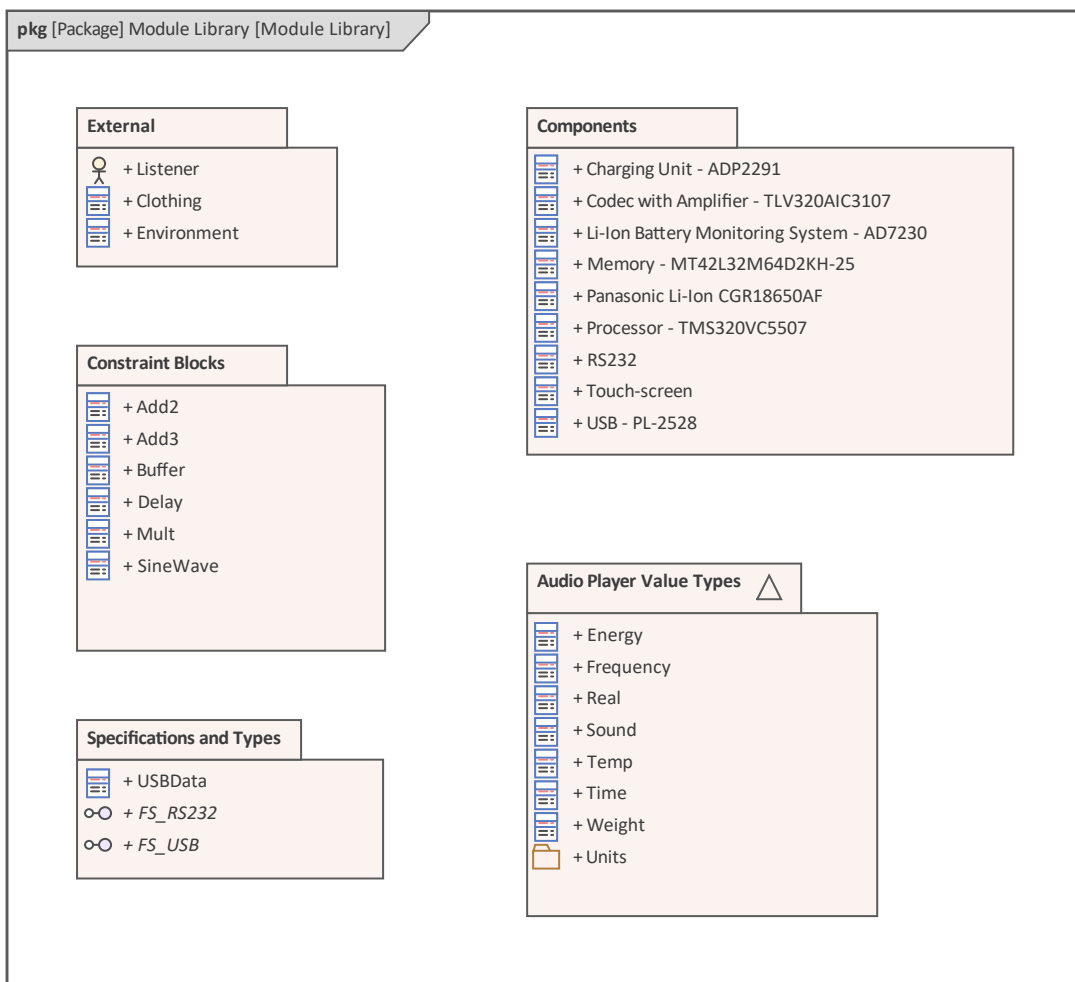 pkg [Package] Module Library [Module Library]
External
+ Listener
+ Clothing
+ Environment
Constraint Blocks
+ Add2
+ Add3
+ Buffer
+ Delay
+ Mult
+ SineWave
Specifications and Types
+ USBData
+ FS_RS232
+ FS_USB
Components
+ Charging Unit - ADP2291
+ Codec with Amplifier - TLV320AIC3107
+ Li-Ion Battery Monitoring System - AD7230
+ Memory - MT42L32M64D2KH-25
+ Panasonic Li-Ion CGR18650AF
+ Processor - TMS320VC5507
+ RS232
+ Touch-screen
+ USB - PL-2528
Audio Player Value Types
+ Energy
+ Frequency
+ Real
+ Sound
+ Temp
+ Time
+ Weight
+ Units